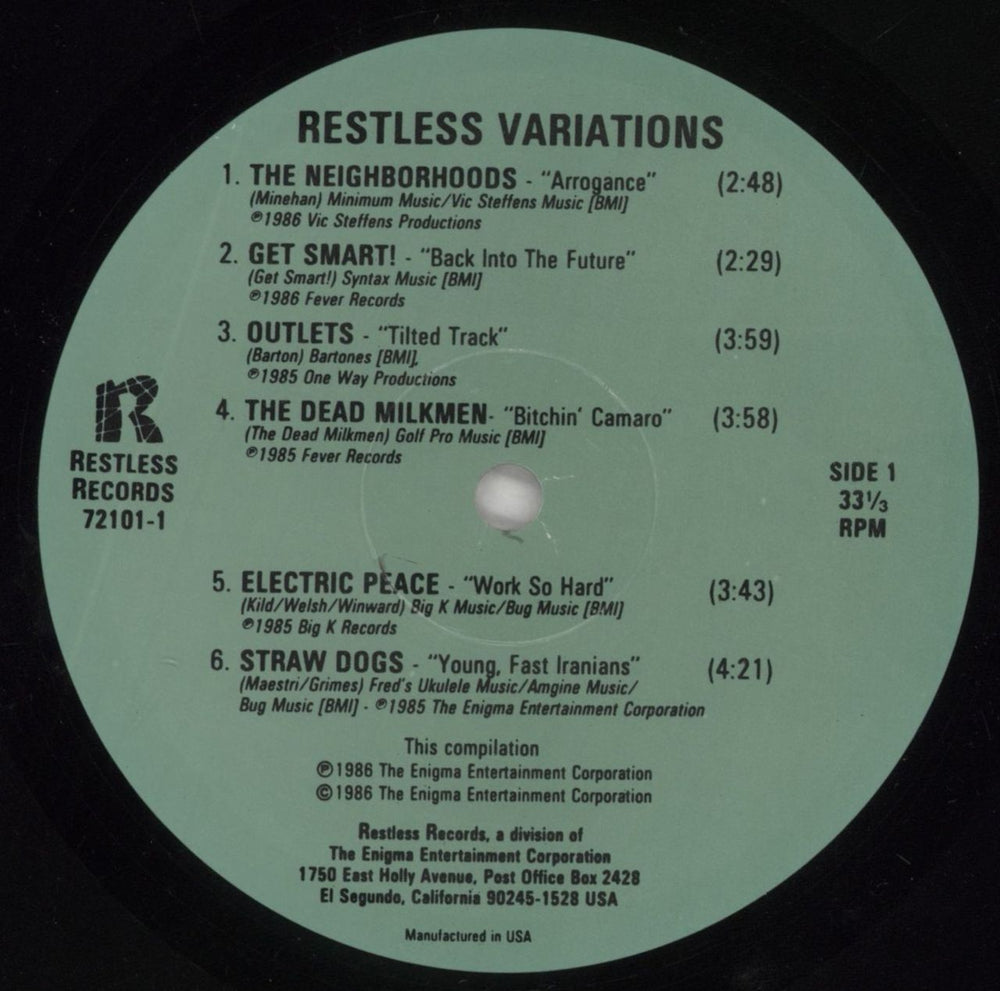 RESTLESS VARIATIONS
1. THE NEIGHBORHOODS - "Arrogance" (2:48)
(Minehan) Minimum Music/Vic Steffens Music [BMI]
℗1986 Vic Steffens Productions
2. GET SMART! - "Back Into The Future" (2:29)
(Get Smart!) Syntax Music [BMI]
℗1986 Fever Records
3. OUTLETS - "Tilted Track" (3:59)
(Barton) Bartones [BMI],
℗1985 One Way Productions
4. THE DEAD MILKMEN- "Bitchin' Camaro" (3:58)
(The Dead Milkmen) Golf Pro Music [BMI]
℗1985 Fever Records
R
RESTLESS
RECORDS
72101-1
SIDE 1
33⅓
RPM
5. ELECTRIC PEACE - "Work So Hard" (3:43)
(Kild/Welsh/Winward) Big K Music/Bug Music [BMI]
℗1985 Big K Records
6. STRAW DOGS - "Young, Fast Iranians" (4:21)
(Maestri/Grimes) Fred's Ukulele Music/Amgine Music/
Bug Music [BMI] - ℗1985 The Enigma Entertainment Corporation
This compilation
℗1986 The Enigma Entertainment Corporation
©1986 The Enigma Entertainment Corporation
Restless Records, a division of
The Enigma Entertainment Corporation
1750 East Holly Avenue, Post Office Box 2428
El Segundo, California 90245-1528 USA
Manufactured in USA